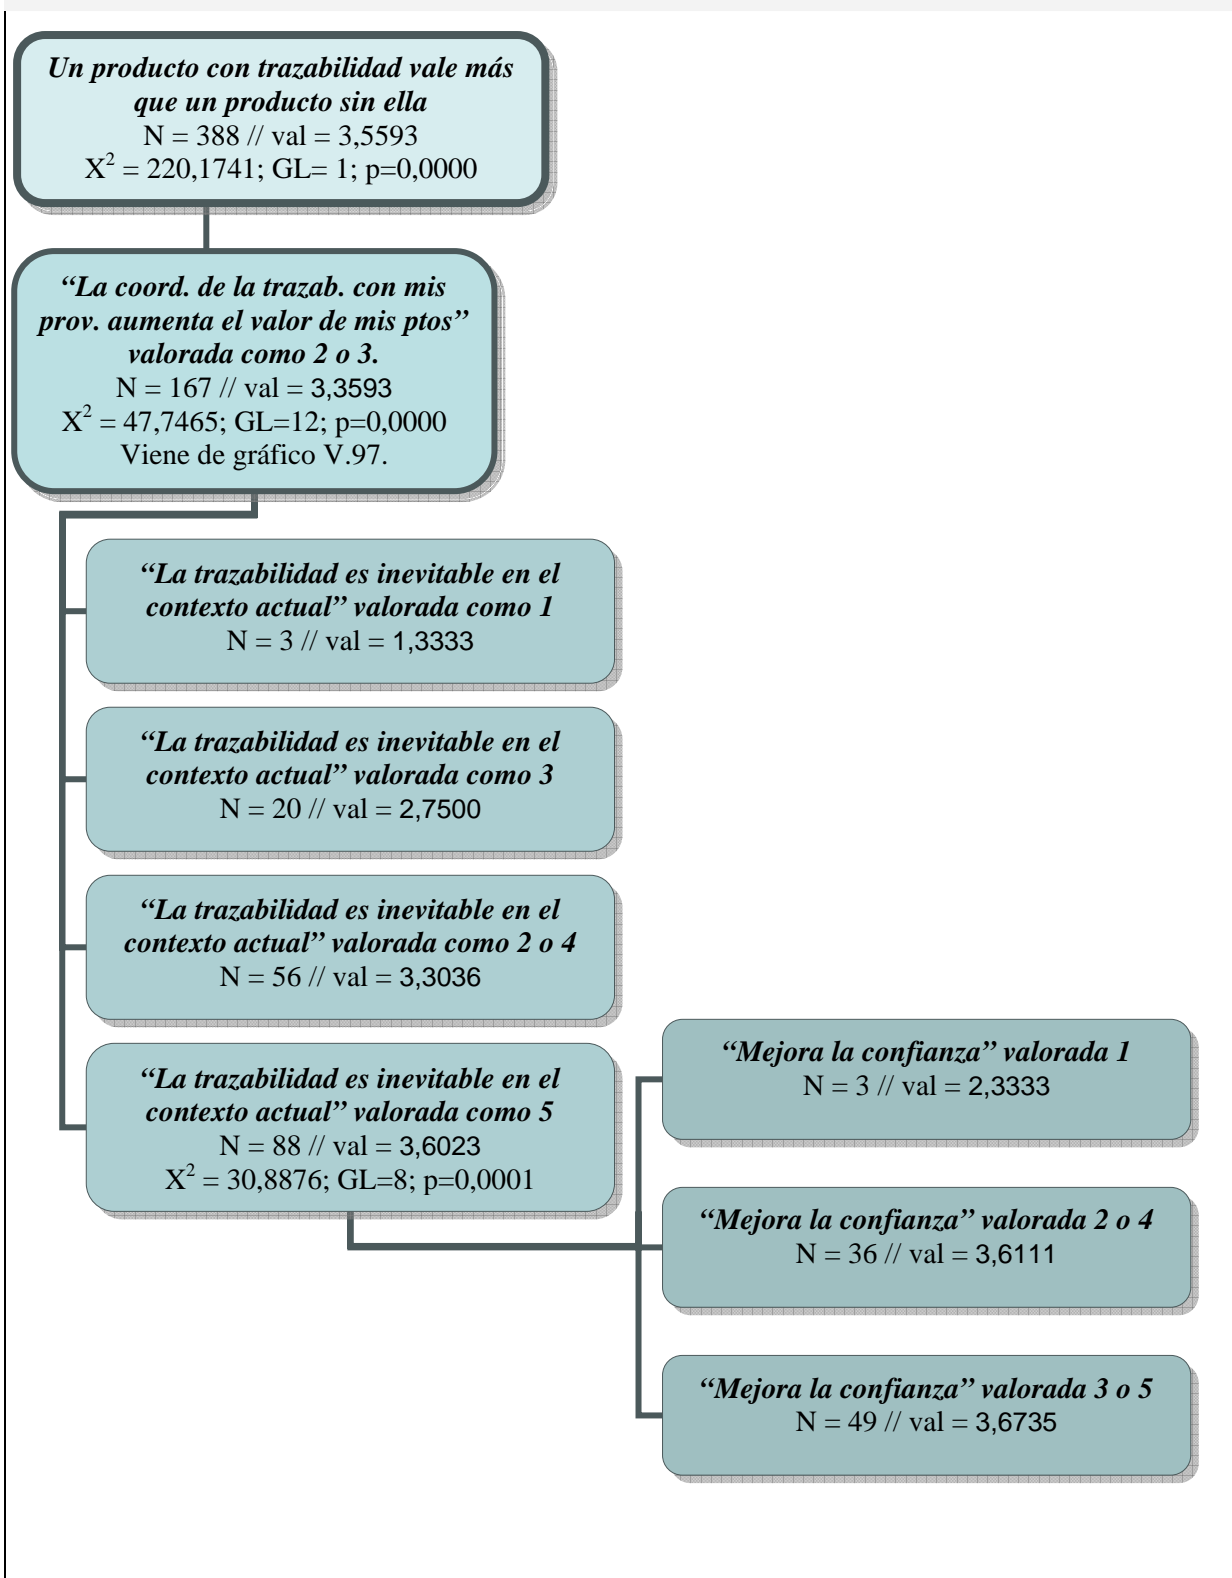 Un producto con trazabilidad vale más
que un producto sin ella
N = 388 // val = 3,5593
X² = 220,1741; GL= 1; p=0,0000
“La coord. de la trazab. con mis
prov. aumenta el valor de mis ptos”
valorada como 2 o 3.
N = 167 // val = 3,3593
X² = 47,7465; GL=12; p=0,0000
Viene de gráfico V.97.
“La trazabilidad es inevitable en el
contexto actual” valorada como 1
N = 3 // val = 1,3333
“La trazabilidad es inevitable en el
contexto actual” valorada como 3
N = 20 // val = 2,7500
“La trazabilidad es inevitable en el
contexto actual” valorada como 2 o 4
N = 56 // val = 3,3036
“La trazabilidad es inevitable en el
contexto actual” valorada como 5
N = 88 // val = 3,6023
X² = 30,8876; GL=8; p=0,0001
“Mejora la confianza” valorada 1
N = 3 // val = 2,3333
“Mejora la confianza” valorada 2 o 4
N = 36 // val = 3,6111
“Mejora la confianza” valorada 3 o 5
N = 49 // val = 3,6735